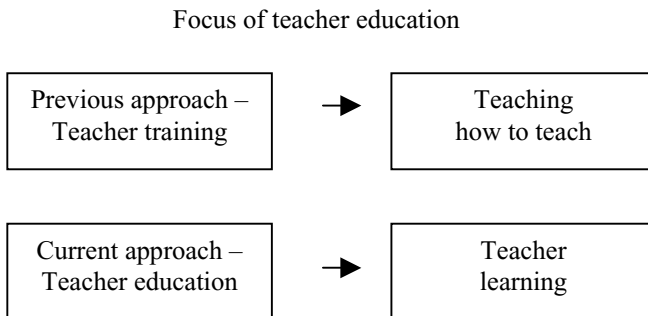 Focus of teacher education
Previous approach –
Teacher training
Teaching
how to teach
Current approach –
Teacher education
Teacher
learning